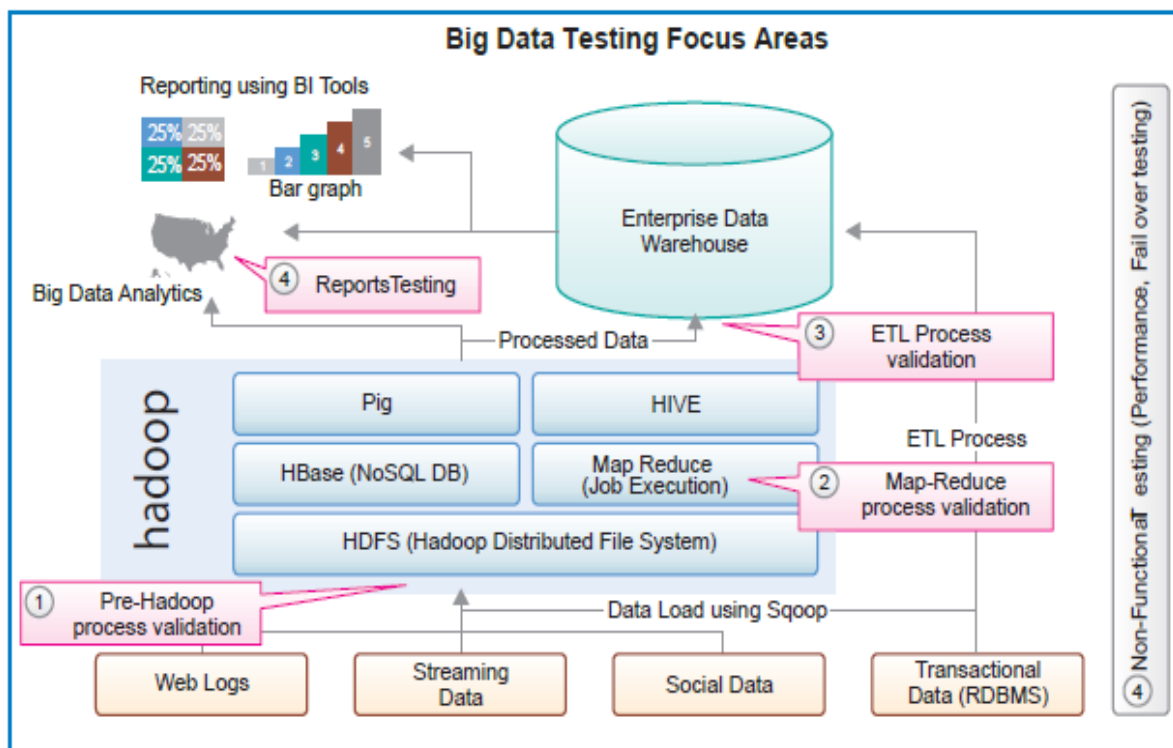 Big Data Testing Focus Areas
Reporting using BI Tools
25% 25%
25% 25%
1 2 3 4 5
Bar graph
Enterprise Data
Warehouse
4 ReportsTesting
Big Data Analytics
Processed Data
3 ETL Process
validation
hadoop
Pig
HIVE
ETL Process
HBase (NoSQL DB)
Map Reduce
(Job Execution)
2 Map-Reduce
process validation
HDFS (Hadoop Distributed File System)
1 Pre-Hadoop
process validation
Data Load using Sqoop
Web Logs
Streaming
Data
Social Data
Transactional
Data (RDBMS)
4 Non-FunctionalT esting (Performance, Fail over testing)